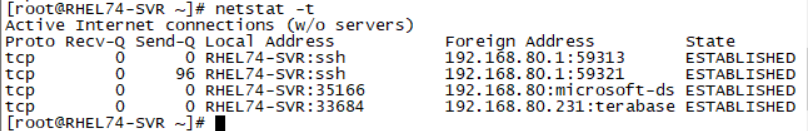 [root@RHEL74-SVR ~]# netstat -t
Active Internet connections (w/o servers)
Proto Recv-Q Send-Q Local Address           Foreign Address         State
tcp        0      0 RHEL74-SVR:ssh          192.168.80.1:59313      ESTABLISHED
tcp        0     96 RHEL74-SVR:ssh          192.168.80.1:59321      ESTABLISHED
tcp        0      0 RHEL74-SVR:35166        192.168.80:microsoft-ds ESTABLISHED
tcp        0      0 RHEL74-SVR:33684        192.168.80.231:terabase ESTABLISHED
[root@RHEL74-SVR ~]#